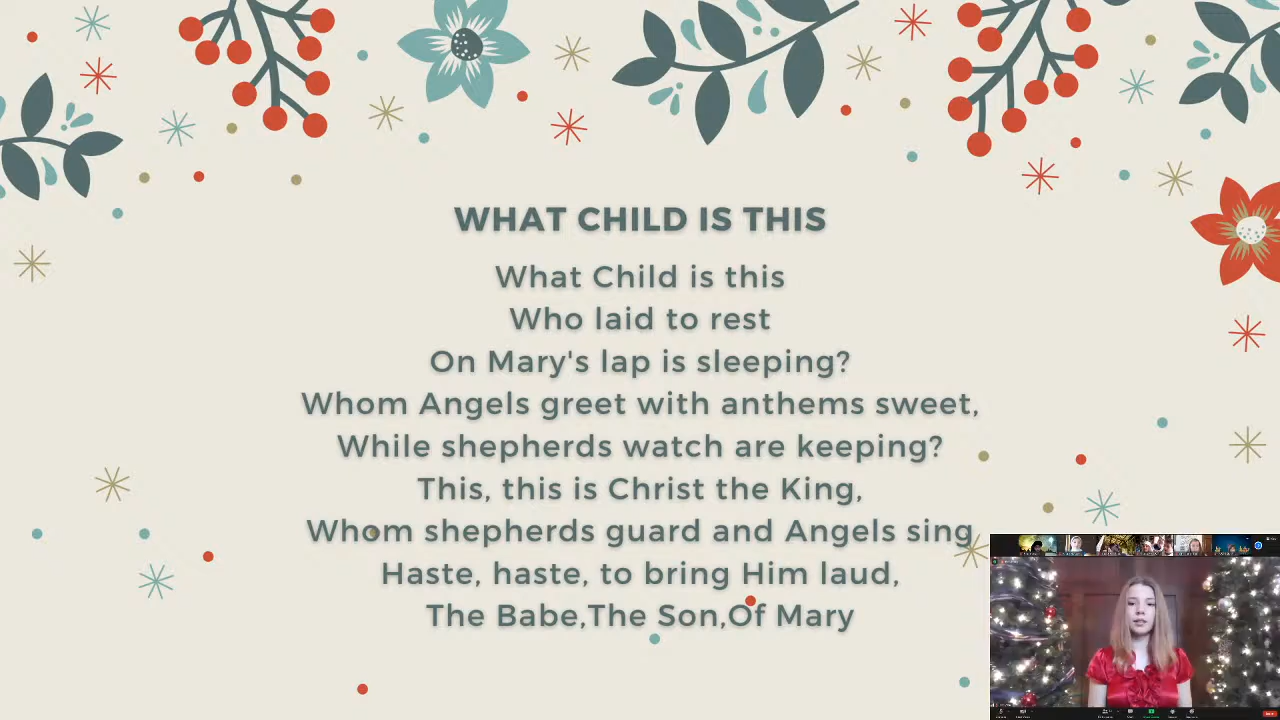 WHAT CHILD IS THIS
What Child is this
Who laid to rest
On Mary's lap is sleeping?
Whom Angels greet with anthems sweet,
While shepherds watch are keeping?
This, this is Christ the King,
Whom shepherds guard and Angels sing
Haste, haste, to bring Him laud,
The Babe,The Son,Of Mary